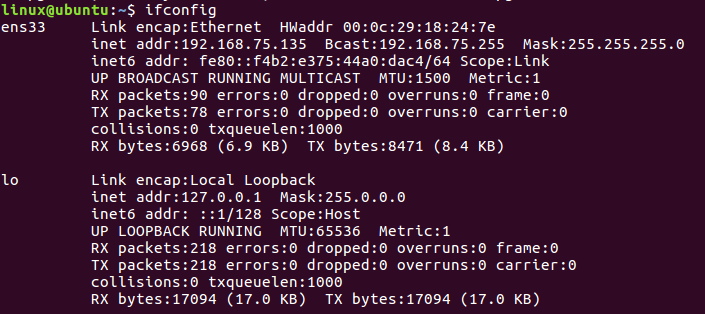 linux@ubuntu:~$ ifconfig
ens33     Link encap:Ethernet  HWaddr 00:0c:29:18:24:7e
          inet addr:192.168.75.135  Bcast:192.168.75.255  Mask:255.255.255.0
          inet6 addr: fe80::f4b2:e375:44a0:dac4/64 Scope:Link
          UP BROADCAST RUNNING MULTICAST  MTU:1500  Metric:1
          RX packets:90 errors:0 dropped:0 overruns:0 frame:0
          TX packets:78 errors:0 dropped:0 overruns:0 carrier:0
          collisions:0 txqueuelen:1000
          RX bytes:6968 (6.9 KB)  TX bytes:8471 (8.4 KB)
lo        Link encap:Local Loopback
          inet addr:127.0.0.1  Mask:255.0.0.0
          inet6 addr: ::1/128 Scope:Host
          UP LOOPBACK RUNNING  MTU:65536  Metric:1
          RX packets:218 errors:0 dropped:0 overruns:0 frame:0
          TX packets:218 errors:0 dropped:0 overruns:0 carrier:0
          collisions:0 txqueuelen:1000
          RX bytes:17094 (17.0 KB)  TX bytes:17094 (17.0 KB)